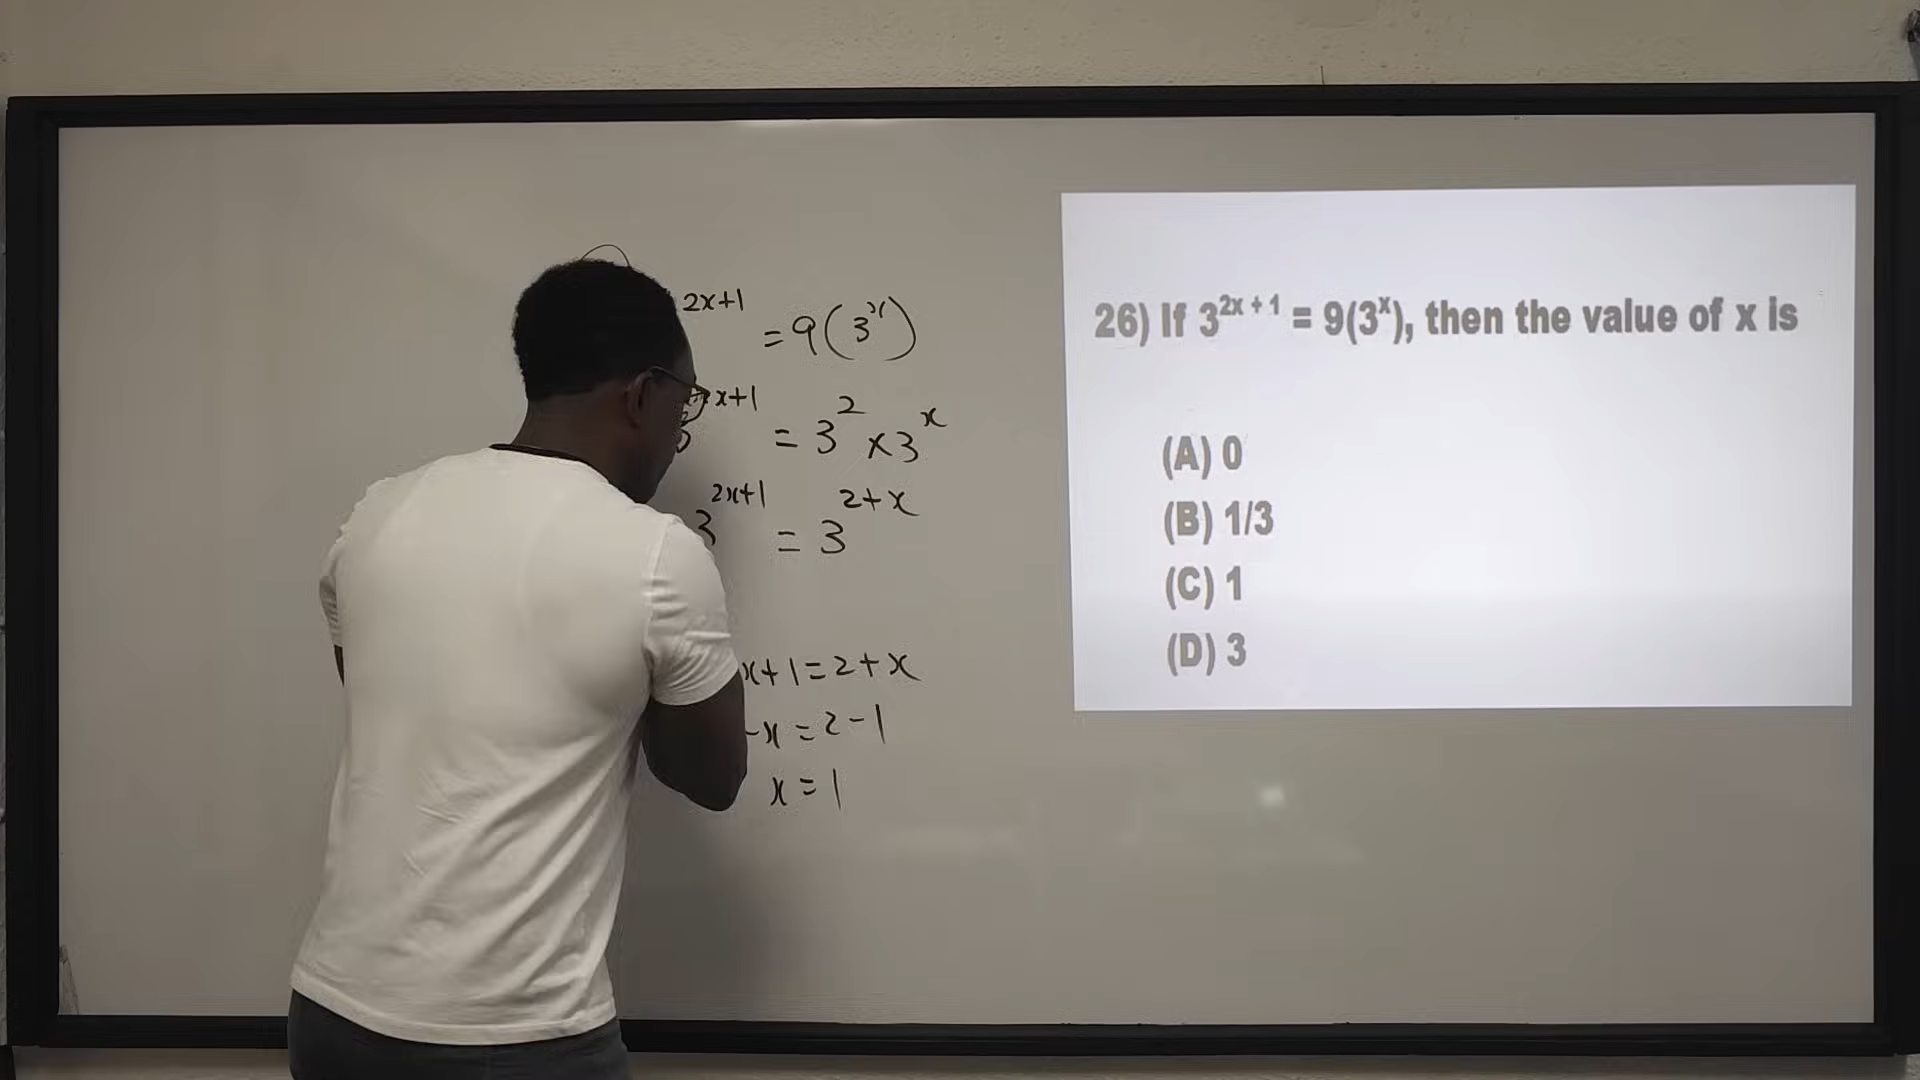 2x+1 = 9(3^x)
x+1 = 3^2 × 3^x
3^2x+1 = 3^2+x
x+1=2+x
-x=2-1
x=1
26) If 3^2x + 1 = 9(3^x), then the value of x is
(A) 0
(B) 1/3
(C) 1
(D) 3